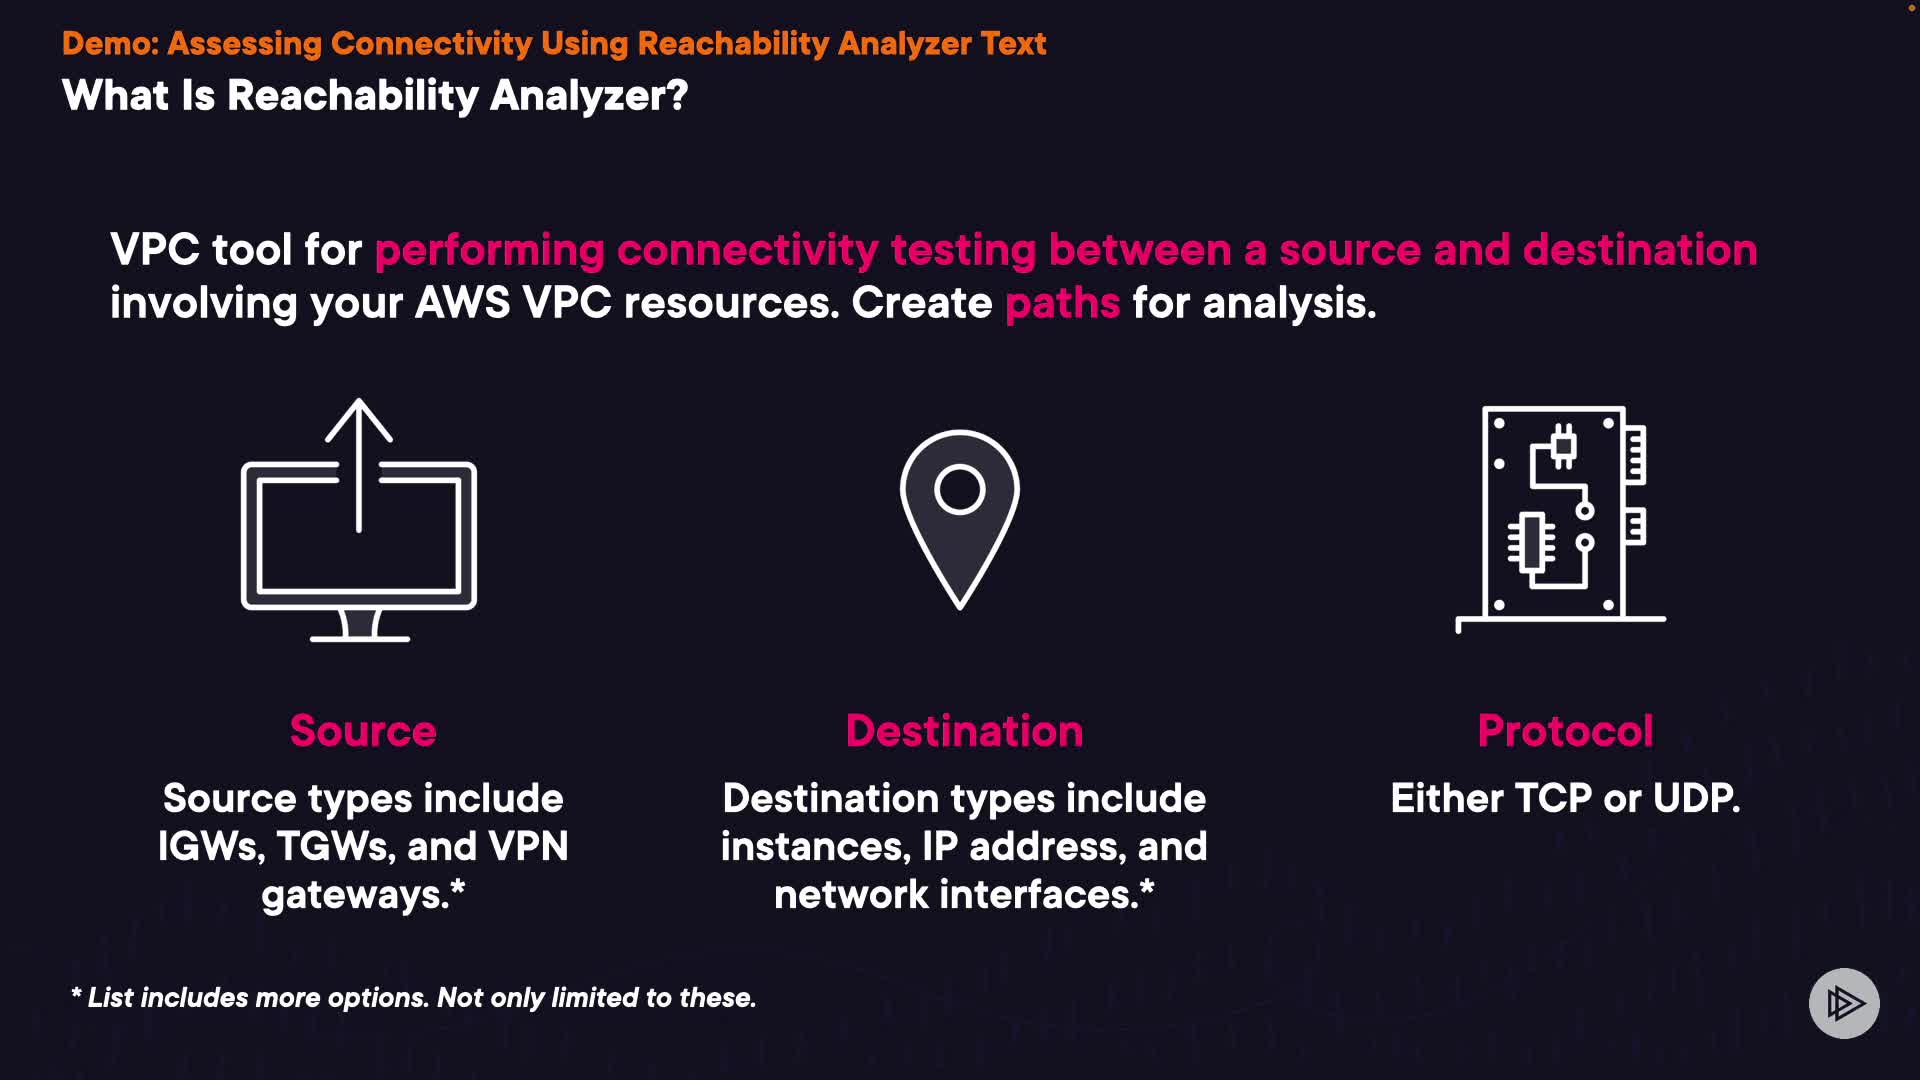 Demo: Assessing Connectivity Using Reachability Analyzer Text
What Is Reachability Analyzer?
VPC tool for performing connectivity testing between a source and destination
involving your AWS VPC resources. Create paths for analysis.
Source
Source types include
IGWs, TGWs, and VPN
gateways.*
Destination
Destination types include
instances, IP address, and
network interfaces.*
Protocol
Either TCP or UDP.
* List includes more options. Not only limited to these.